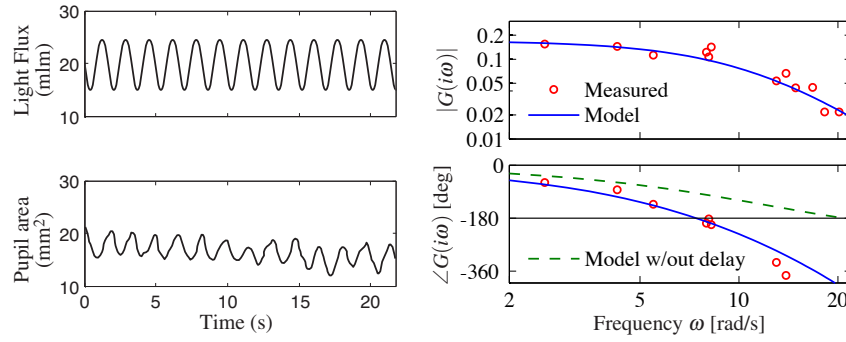 30
20
10
Light Flux
(mlm)
30
20
10
Pupil area
(mm²)
0 5 10 15 20
Time (s)
0.2
0.1
0.02
0.01
|G(iω)|
Measured
Model
0
-180
-360
∠G(iω) [deg]
Model w/out delay
2 5 10 20
Frequency ω [rad/s]